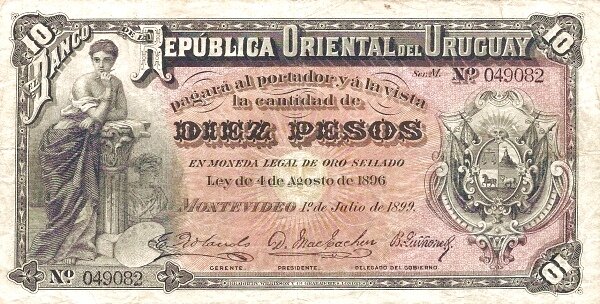 10 10
BANCO DE LA REPÚBLICA ORIENTAL DEL URUGUAY
pagará al portador y á la vista
Serie No. 049082
la cantidad de
DIEZ PESOS
EN MONEDA LEGAL DE ORO SELLADO
Ley de 4 de Agosto de 1896
MONTEVIDEO 1o. de Julio de 1899.
GERENTE. PRESIDENTE. DELEGADO DEL GOBIERNO
No. 049082
10